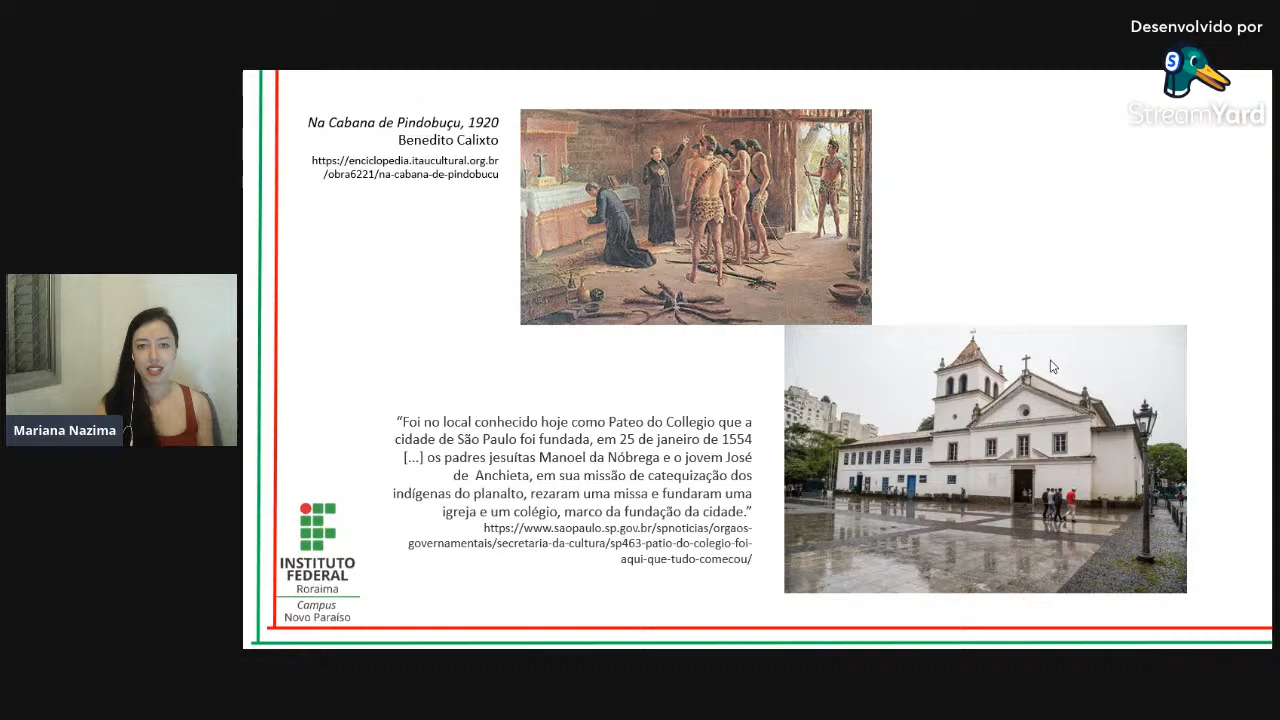 Desenvolvido por
StreamYard
Na Cabana de Pindobuçu, 1920
Benedito Calixto
https://enciclopedia.itaucultural.org.br
/obra6221/na-cabana-de-pindobucu
Mariana Nazima
“Foi no local conhecido hoje como Pateo do Collegio que a
cidade de São Paulo foi fundada, em 25 de janeiro de 1554
[...] os padres jesuítas Manoel da Nóbrega e o jovem José
de Anchieta, em sua missão de catequização dos
indígenas do planalto, rezaram uma missa e fundaram uma
igreja e um colégio, marco da fundação da cidade.”
https://www.saopaulo.sp.gov.br/spnoticias/orgaos-
governamentais/secretaria-da-cultura/sp463-patio-do-colegio-foi-
aqui-que-tudo-comecou/
INSTITUTO
FEDERAL
Roraima
Campus
Novo Paraíso